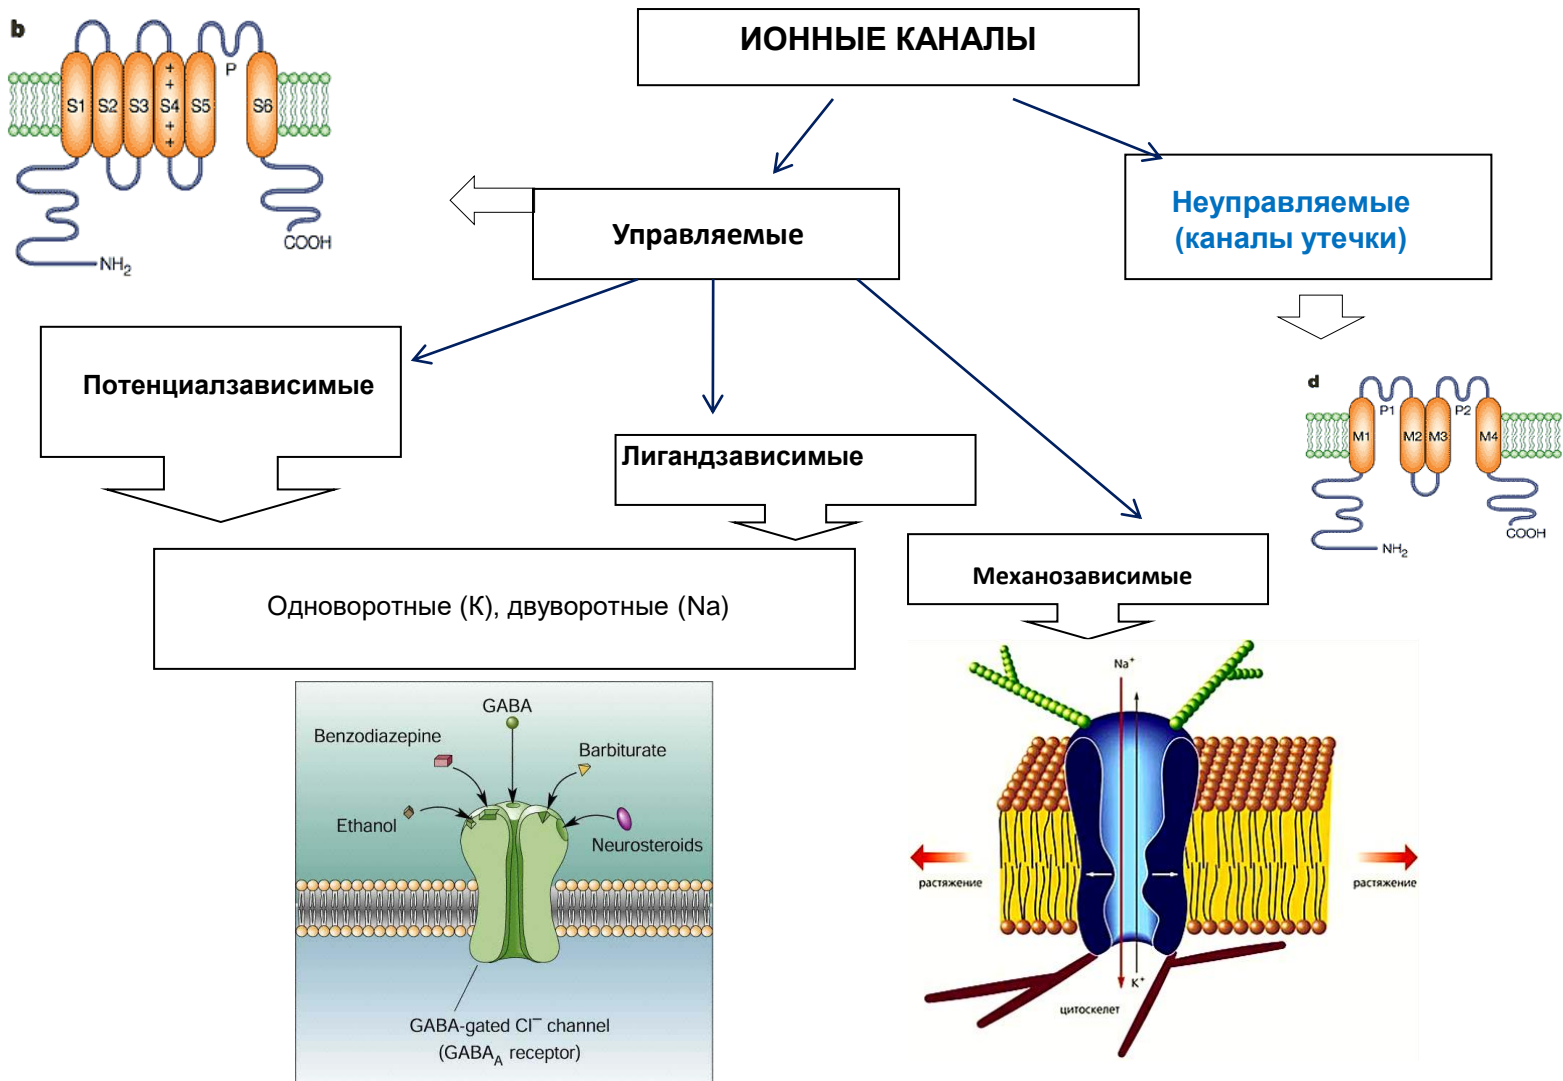 ИОННЫЕ КАНАЛЫ
b
P
S1 S2 S3 S4 S5 S6
+
+
+
+
COOH
NH2
Управляемые
Неуправляемые
(каналы утечки)
Потенциалзависимые
Лигандзависимые
d
P1 P2
M1 M2 M3 M4
COOH
NH2
Механозависимые
Одноворотные (К), двуворотные (Na)
GABA
Benzodiazepine
Barbiturate
Ethanol
Neurosteroids
GABA-gated Cl− channel
(GABAA receptor)
Na+
растяжение
растяжение
K+
цитоскелет